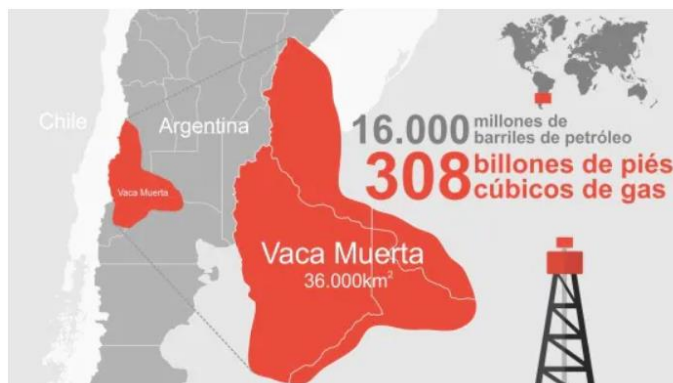 Chile
Argentina
Vaca Muerta
16.000 millones de
barriles de petróleo
308 billones de piés
cúbicos de gas
Vaca Muerta
36.000km²